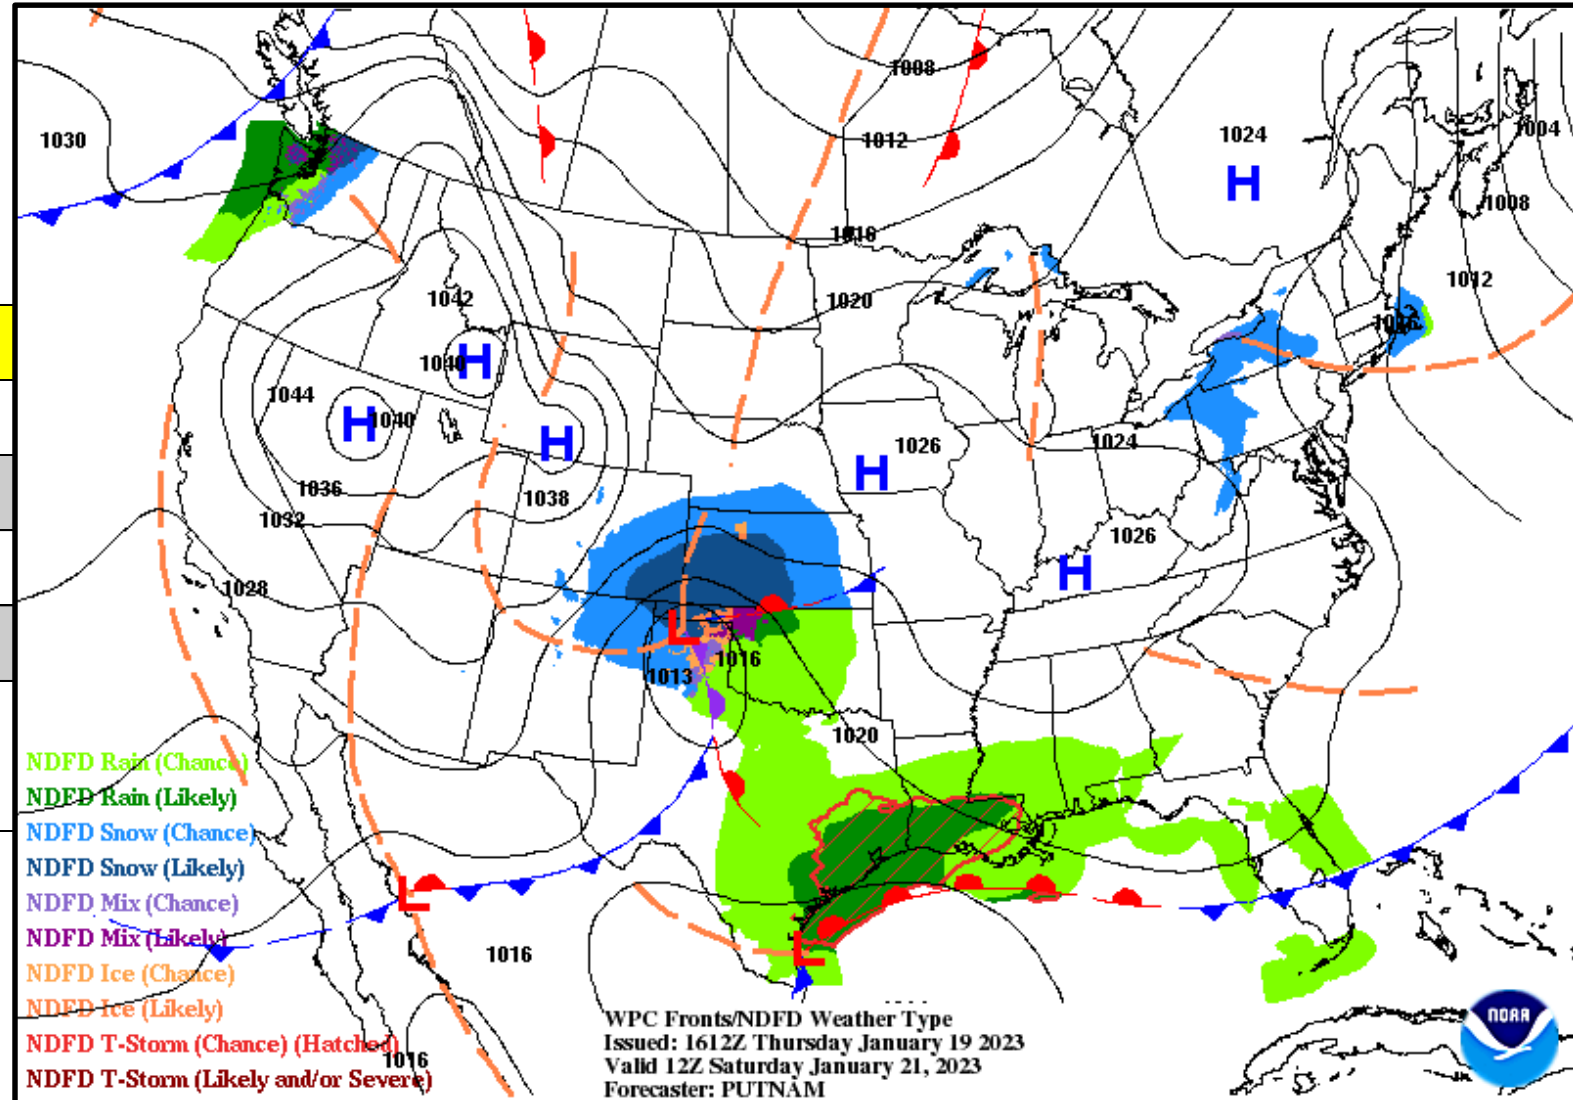 1008
1030
1012
1024
1004
H
1008
1016
1012
1042
1020
1040
H
1044
1040
H
H
1026
1024
H
1036
1038
1032
1026
H
1028
L
1016
1013
1020
NDFD Rain (Chance)
NDFD Rain (Likely)
NDFD Snow (Chance)
NDFD Snow (Likely)
NDFD Mix (Chance)
L
NDFD Mix (Likely)
1016
L
NDFD Ice (Chance)
NDFD Ice (Likely)
WPC Fronts/NDFD Weather Type
NOAA
NDFD T-Storm (Chance) (Hatched)
Issued: 1612Z Thursday January 19 2023
1016
Valid 12Z Saturday January 21, 2023
NDFD T-Storm (Likely and/or Severe)
Forecaster: PUTNAM